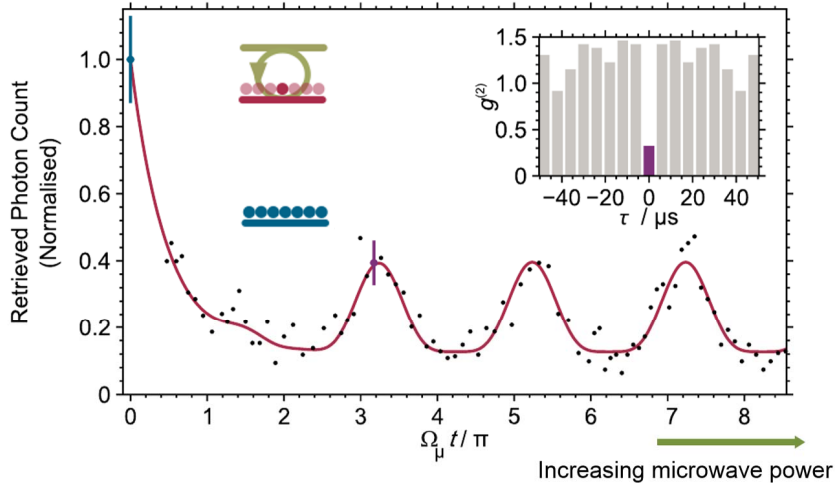 Retrieved Photon Count
(Normalised)
1.0
0.8
0.6
0.4
0.2
0
0 1 2 3 4 5 6 7 8
Ω_μ t / π
Increasing microwave power
g^(2)
1.5
1.0
0.5
0
−40 −20 0 20 40
τ / μs